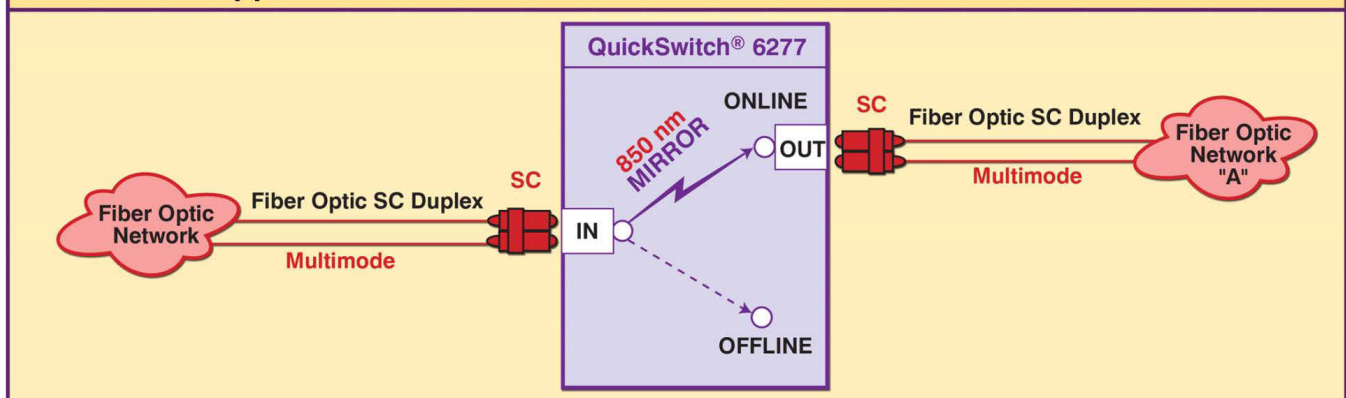 QuickSwitch® 6277
ONLINE
850 nm
MIRROR
OUT
SC
Fiber Optic SC Duplex
Multimode
Fiber Optic
Network
"A"
SC
Fiber Optic SC Duplex
Multimode
Fiber Optic
Network
IN
OFFLINE